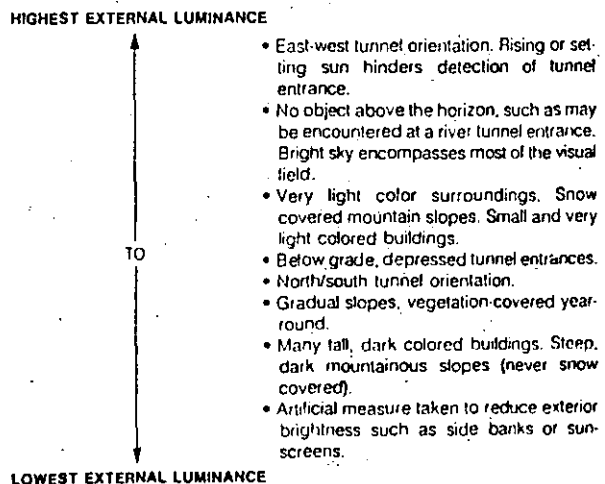 HIGHEST EXTERNAL LUMINANCE
• East-west tunnel orientation. Rising or set-
ting sun hinders detection of tunnel
entrance.
• No object above the horizon, such as may
be encountered at a river tunnel entrance.
Bright sky encompasses most of the visual
field.
• Very light color surroundings. Snow
covered mountain slopes. Small and very
light colored buildings.
TO
• Below grade, depressed tunnel entrances.
• North/south tunnel orientation.
• Gradual slopes, vegetation-covered year-
round.
• Many tall, dark colored buildings. Steep,
dark mountainous slopes (never snow
covered).
• Artificial measure taken to reduce exterior
brightness such as side banks or sun-
screens.
LOWEST EXTERNAL LUMINANCE